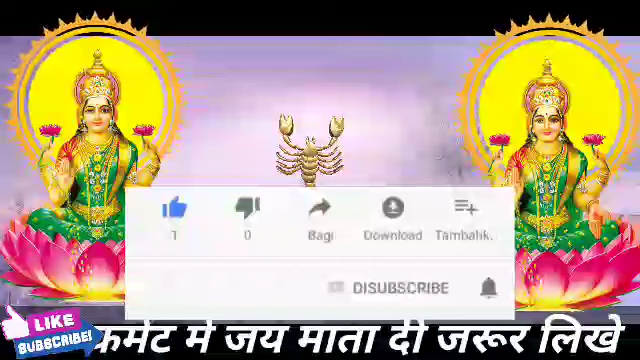 1 0 Bagi Download Tambahk.
DISUBSCRIBE
LIKE
SUBSCRIBE!
कमेंट मे जय माता दी जरूर लिखे